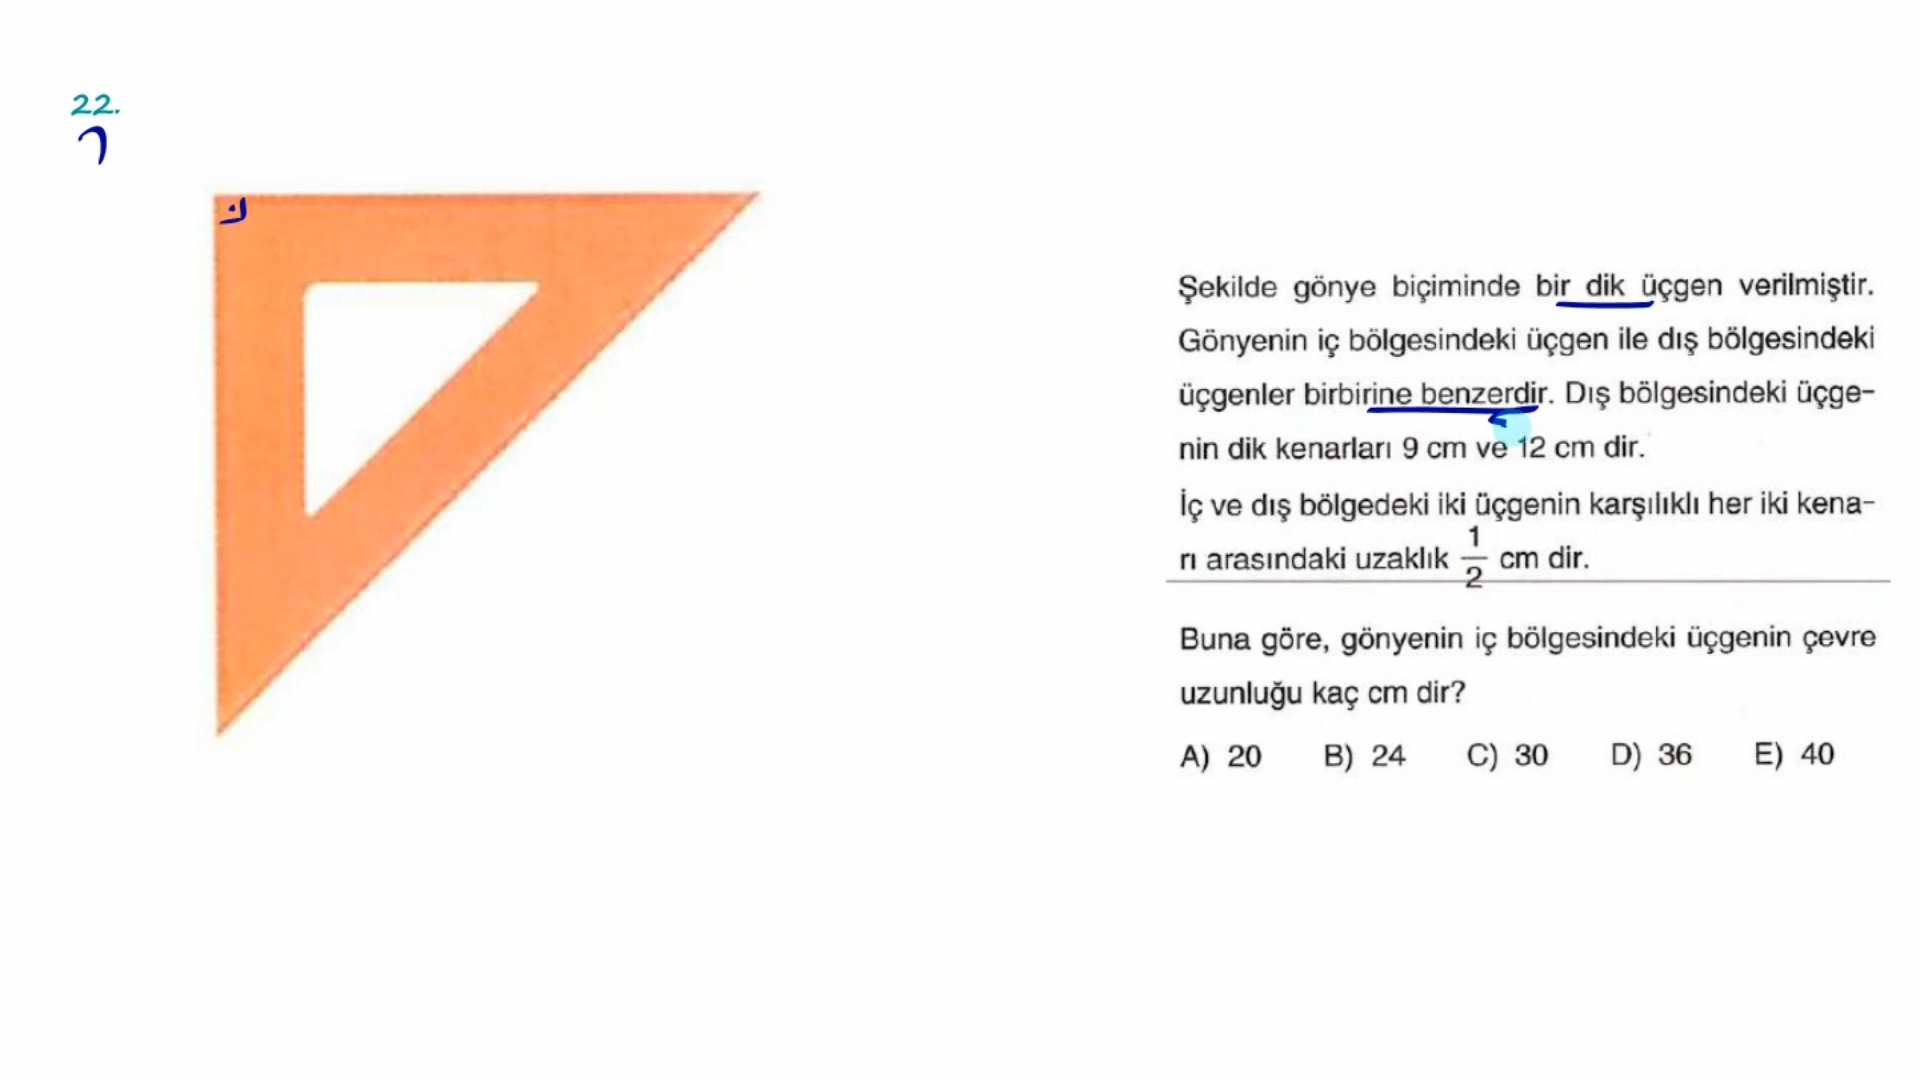 22.
Şekilde gönye biçiminde bir dik üçgen verilmiştir.
Gönyenin iç bölgesindeki üçgen ile dış bölgesindeki
üçgenler birbirine benzerdir. Dış bölgesindeki üçge-
nin dik kenarları 9 cm ve 12 cm dir.
İç ve dış bölgedeki iki üçgenin karşılıklı her iki kena-
rı arasındaki uzaklık 1/2 cm dir.
Buna göre, gönyenin iç bölgesindeki üçgenin çevre
uzunluğu kaç cm dir?
A) 20 B) 24 C) 30 D) 36 E) 40